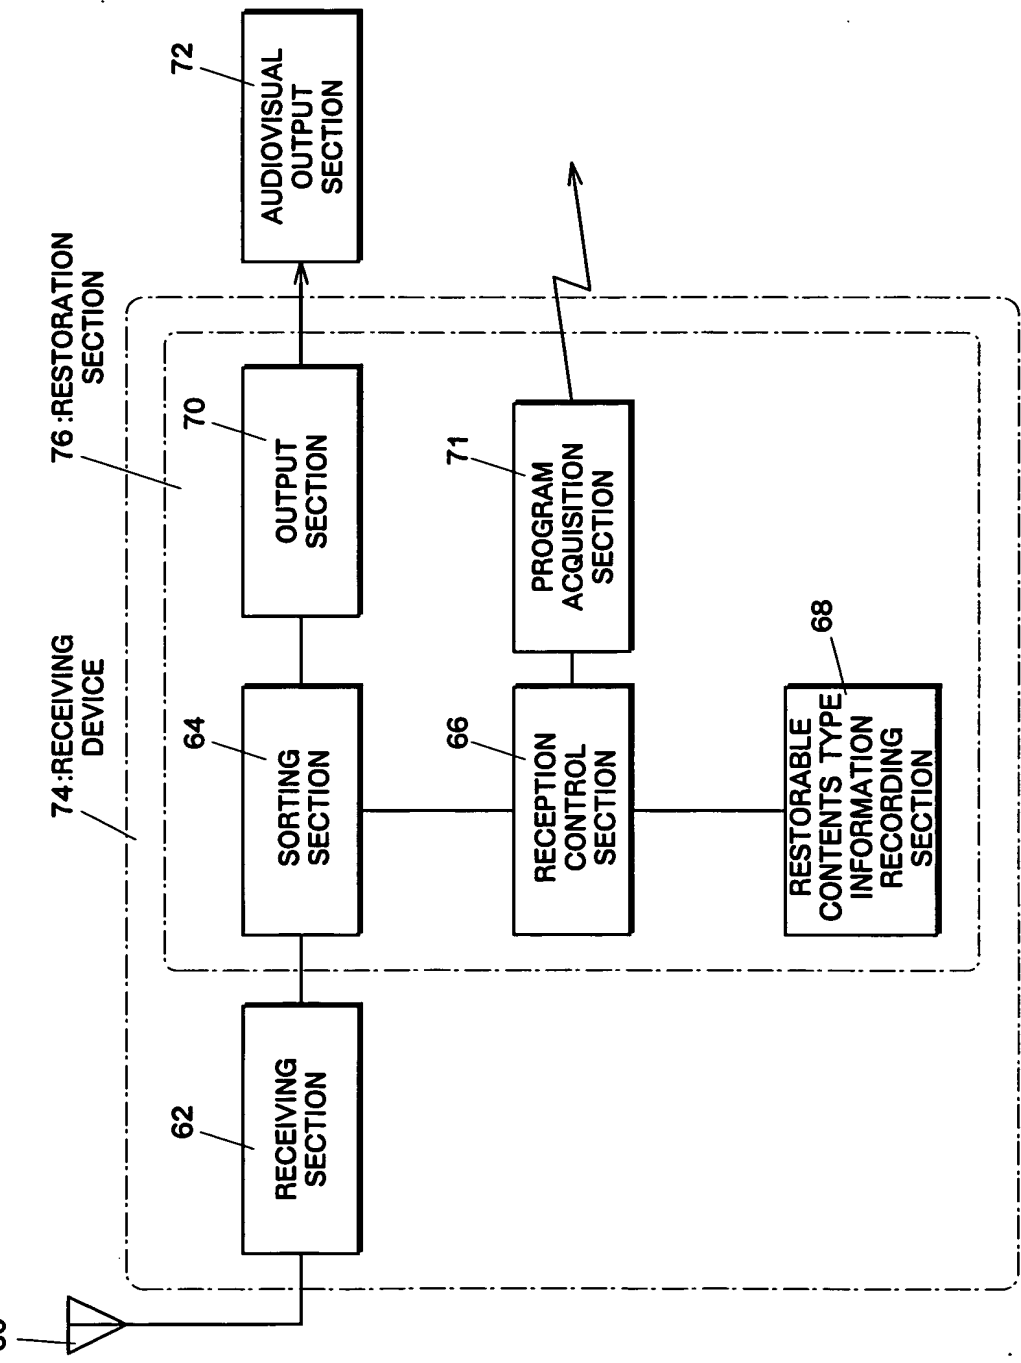 74:RECEIVING
DEVICE
76:RESTORATION
SECTION
62
RECEIVING
SECTION
64
SORTING
SECTION
70
OUTPUT
SECTION
72
AUDIOVISUAL
OUTPUT
SECTION
66
RECEPTION
CONTROL
SECTION
71
PROGRAM
ACQUISITION
SECTION
68
RESTORABLE
CONTENTS TYPE
INFORMATION
RECORDING
SECTION